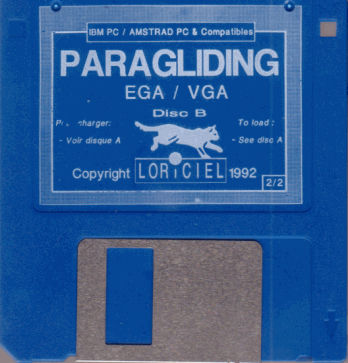 IBM PC / AMSTRAD PC & Compatibles
PARAGLIDING
EGA / VGA
Disc B
charger: To load :
- Voir disque A - See disc A
Copyright LORICIEL 1992
2/2